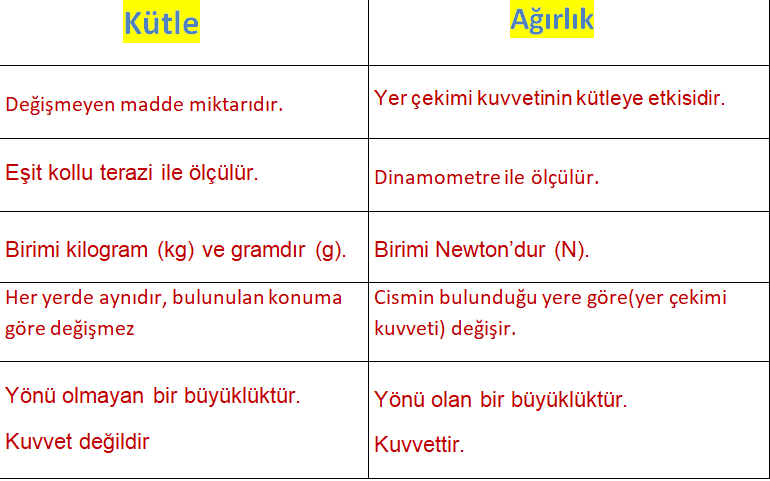 Kütle
Ağırlık
Değişmeyen madde miktarıdır.
Yer çekimi kuvvetinin kütleye etkisidir.
Eşit kollu terazi ile ölçülür.
Dinamometre ile ölçülür.
Birimi kilogram (kg) ve gramdır (g).
Birimi Newton’dur (N).
Her yerde aynıdır, bulunulan konuma
göre değişmez
Cismin bulunduğu yere göre(yer çekimi
kuvveti) değişir.
Yönü olmayan bir büyüklüktür.
Kuvvet değildir
Yönü olan bir büyüklüktür.
Kuvvettir.